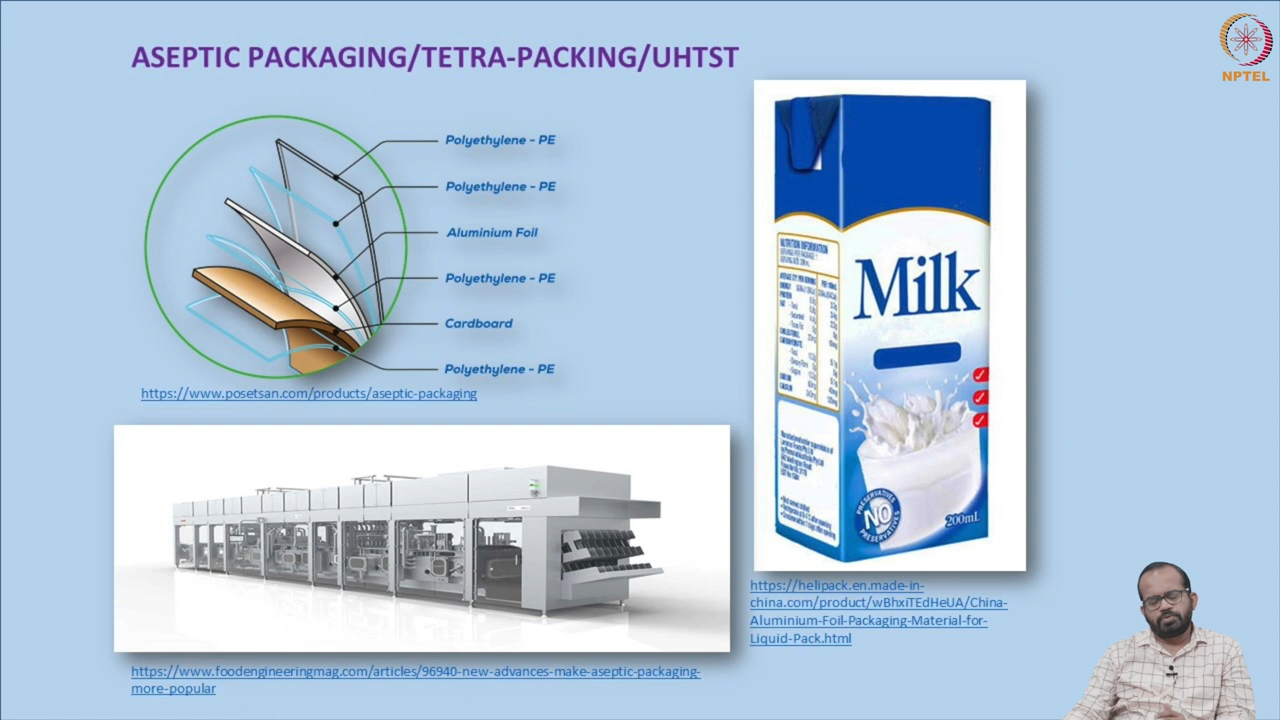 ASEPTIC PACKAGING/TETRA-PACKING/UHTST
NPTEL
Polyethylene - PE
Polyethylene - PE
Aluminium Foil
Polyethylene - PE
Cardboard
Polyethylene - PE
https://www.posetsan.com/products/aseptic-packaging
NUTRITION INFORMATION
Milk
PRESERVATIVES
NO
PRESERVATIVES
200mL
https://helipack.en.made-in-
china.com/product/wBhxiTEdHeUA/China-
Aluminium-Foil-Packaging-Material-for-
Liquid-Pack.html
https://www.foodengineeringmag.com/articles/96940-new-advances-make-aseptic-packaging-
more-popular